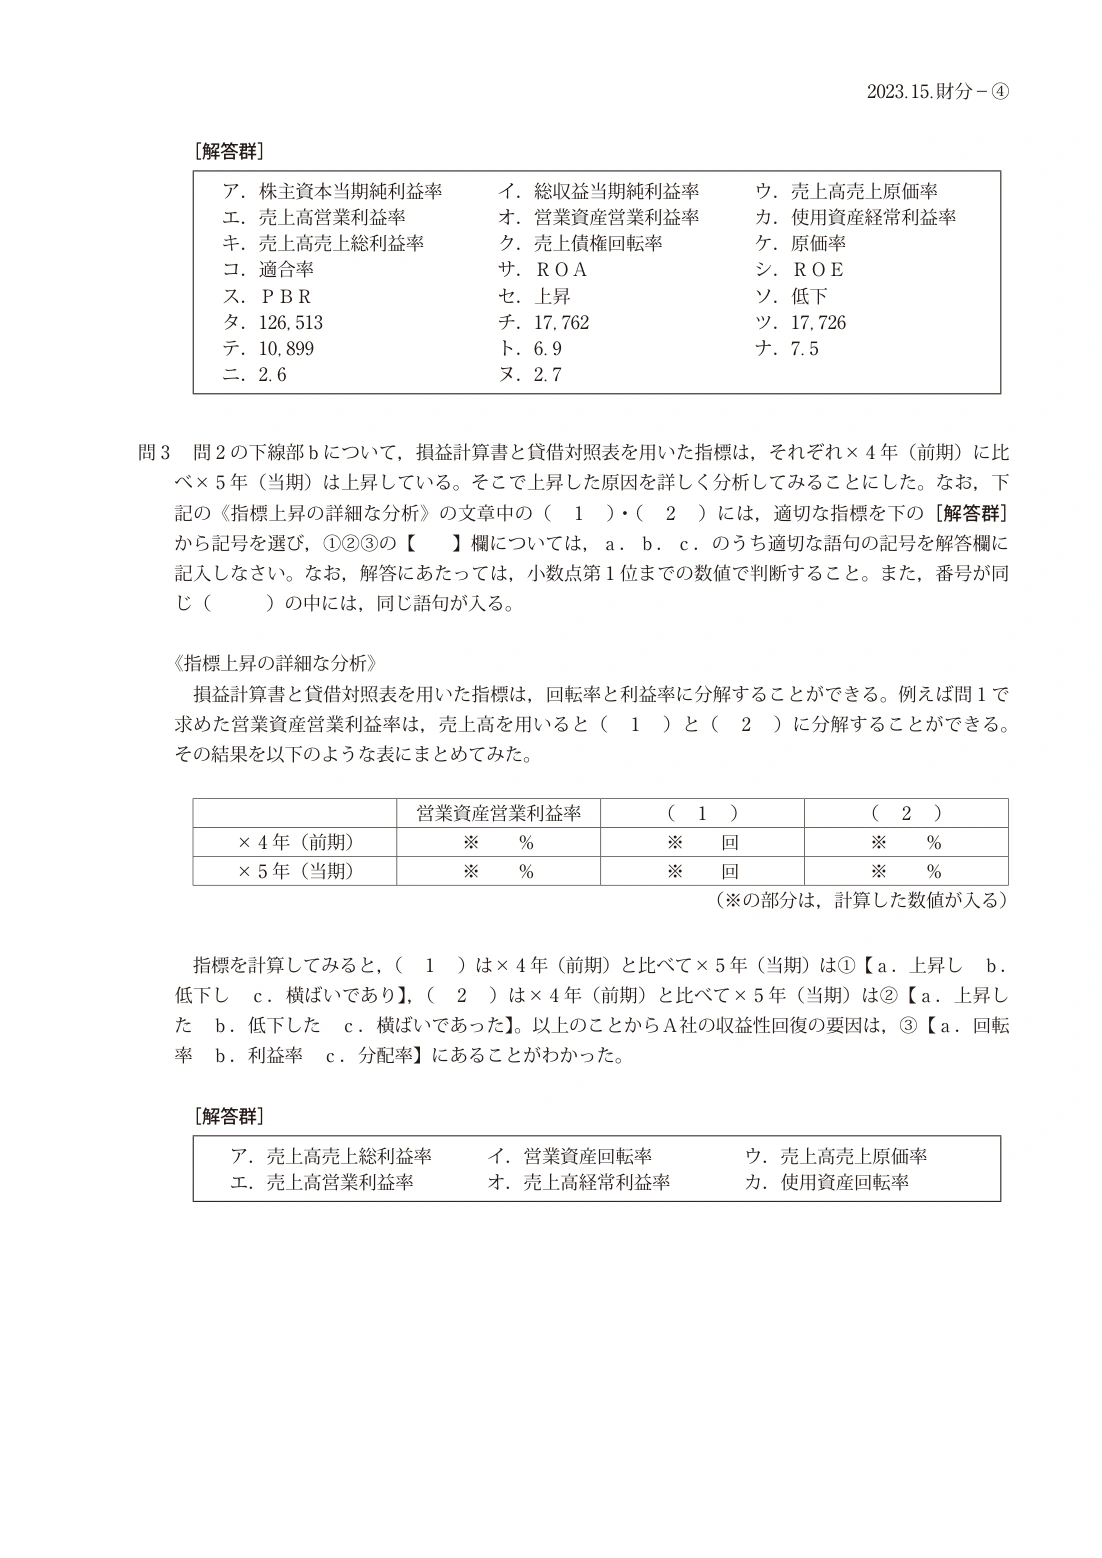 2023.15.財分－④
［解答群］
ア．株主資本当期純利益率　イ．総収益当期純利益率　ウ．売上高売上原価率
エ．売上高営業利益率　オ．営業資産営業利益率　カ．使用資産経常利益率
キ．売上高売上総利益率　ク．売上債権回転率　ケ．原価率
コ．適合率　サ．ＲＯＡ　シ．ＲＯＥ
ス．ＰＢＲ　セ．上昇　ソ．低下
タ．126,513　チ．17,762　ツ．17,726
テ．10,899　ト．6.9　ナ．7.5
ニ．2.6　ヌ．2.7
問３　問２の下線部ｂについて，損益計算書と貸借対照表を用いた指標は，それぞれ×４年（前期）に比
べ×５年（当期）は上昇している。そこで上昇した原因を詳しく分析してみることにした。なお，下
記の《指標上昇の詳細な分析》の文章中の（　１　）・（　２　）には，適切な指標を下の［解答群］
から記号を選び，①②③の【　　】欄については，ａ．ｂ．ｃ．のうち適切な語句の記号を解答欄に
記入しなさい。なお，解答にあたっては，小数点第１位までの数値で判断すること。また，番号が同
じ（　　　）の中には，同じ語句が入る。
《指標上昇の詳細な分析》
損益計算書と貸借対照表を用いた指標は，回転率と利益率に分解することができる。例えば問１で
求めた営業資産営業利益率は，売上高を用いると（　１　）と（　２　）に分解することができる。
その結果を以下のような表にまとめてみた。
営業資産営業利益率　（　１　）　（　２　）
×４年（前期）　※　％　※　回　※　％
×５年（当期）　※　％　※　回　※　％
（※の部分は，計算した数値が入る）
指標を計算してみると，（　１　）は×４年（前期）と比べて×５年（当期）は①【ａ．上昇し　ｂ．
低下し　ｃ．横ばいであり】，（　２　）は×４年（前期）と比べて×５年（当期）は②【ａ．上昇し
た　ｂ．低下した　ｃ．横ばいであった】。以上のことからＡ社の収益性回復の要因は，③【ａ．回転
率　ｂ．利益率　ｃ．分配率】にあることがわかった。
［解答群］
ア．売上高売上総利益率　イ．営業資産回転率　ウ．売上高売上原価率
エ．売上高営業利益率　オ．売上高経常利益率　カ．使用資産回転率